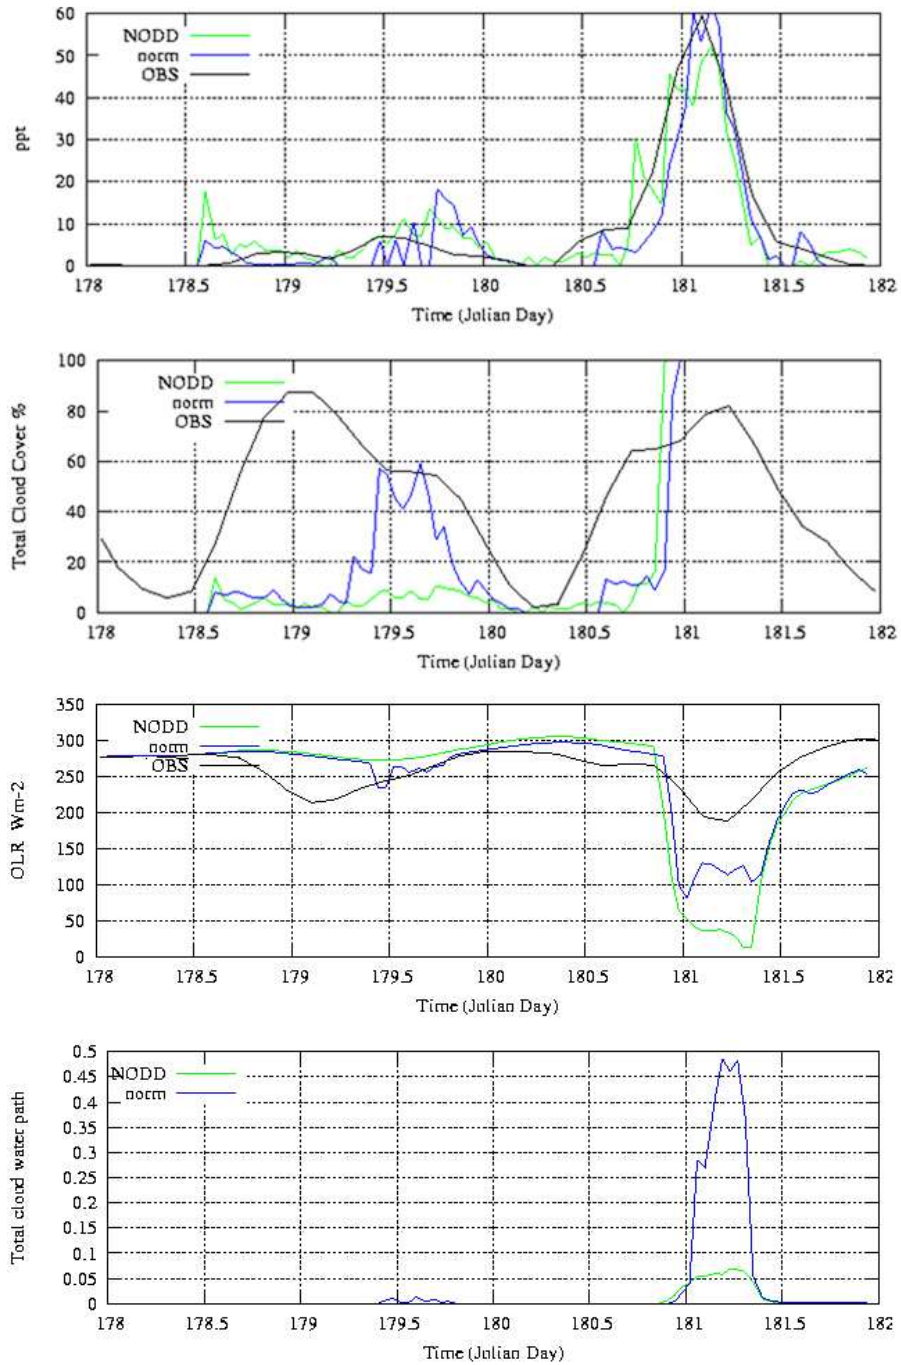 60
50
40
30
20
10
0
ppt
NODD
norm
OBS
178 178.5 179 179.5 180 180.5 181 181.5 182
Time (Julian Day)
100
80
60
40
20
0
Total Cloud Cover %
NODD
norm
OBS
178 178.5 179 179.5 180 180.5 181 181.5 182
Time (Julian Day)
350
300
250
200
150
100
50
0
OLR Wm-2
NODD
norm
OBS
178 178.5 179 179.5 180 180.5 181 181.5 182
Time (Julian Day)
0.5
0.45
0.4
0.35
0.3
0.25
0.2
0.15
0.1
0.05
0
Total cloud water path
NODD
norm
178 178.5 179 179.5 180 180.5 181 181.5 182
Time (Julian Day)